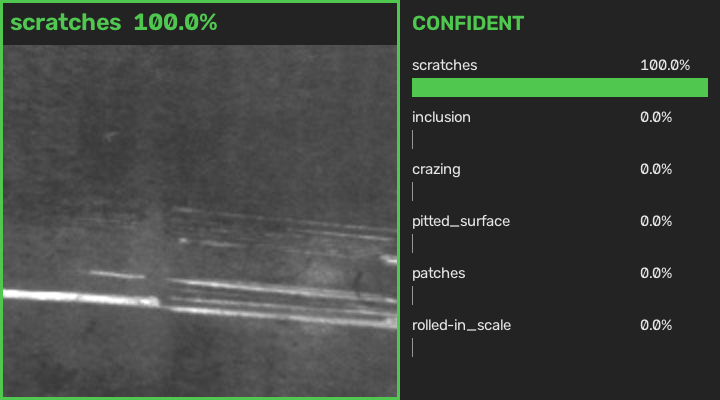 scratches 100.0%
CONFIDENT
scratches 100.0%
inclusion 0.0%
crazing 0.0%
pitted_surface 0.0%
patches 0.0%
rolled-in_scale 0.0%